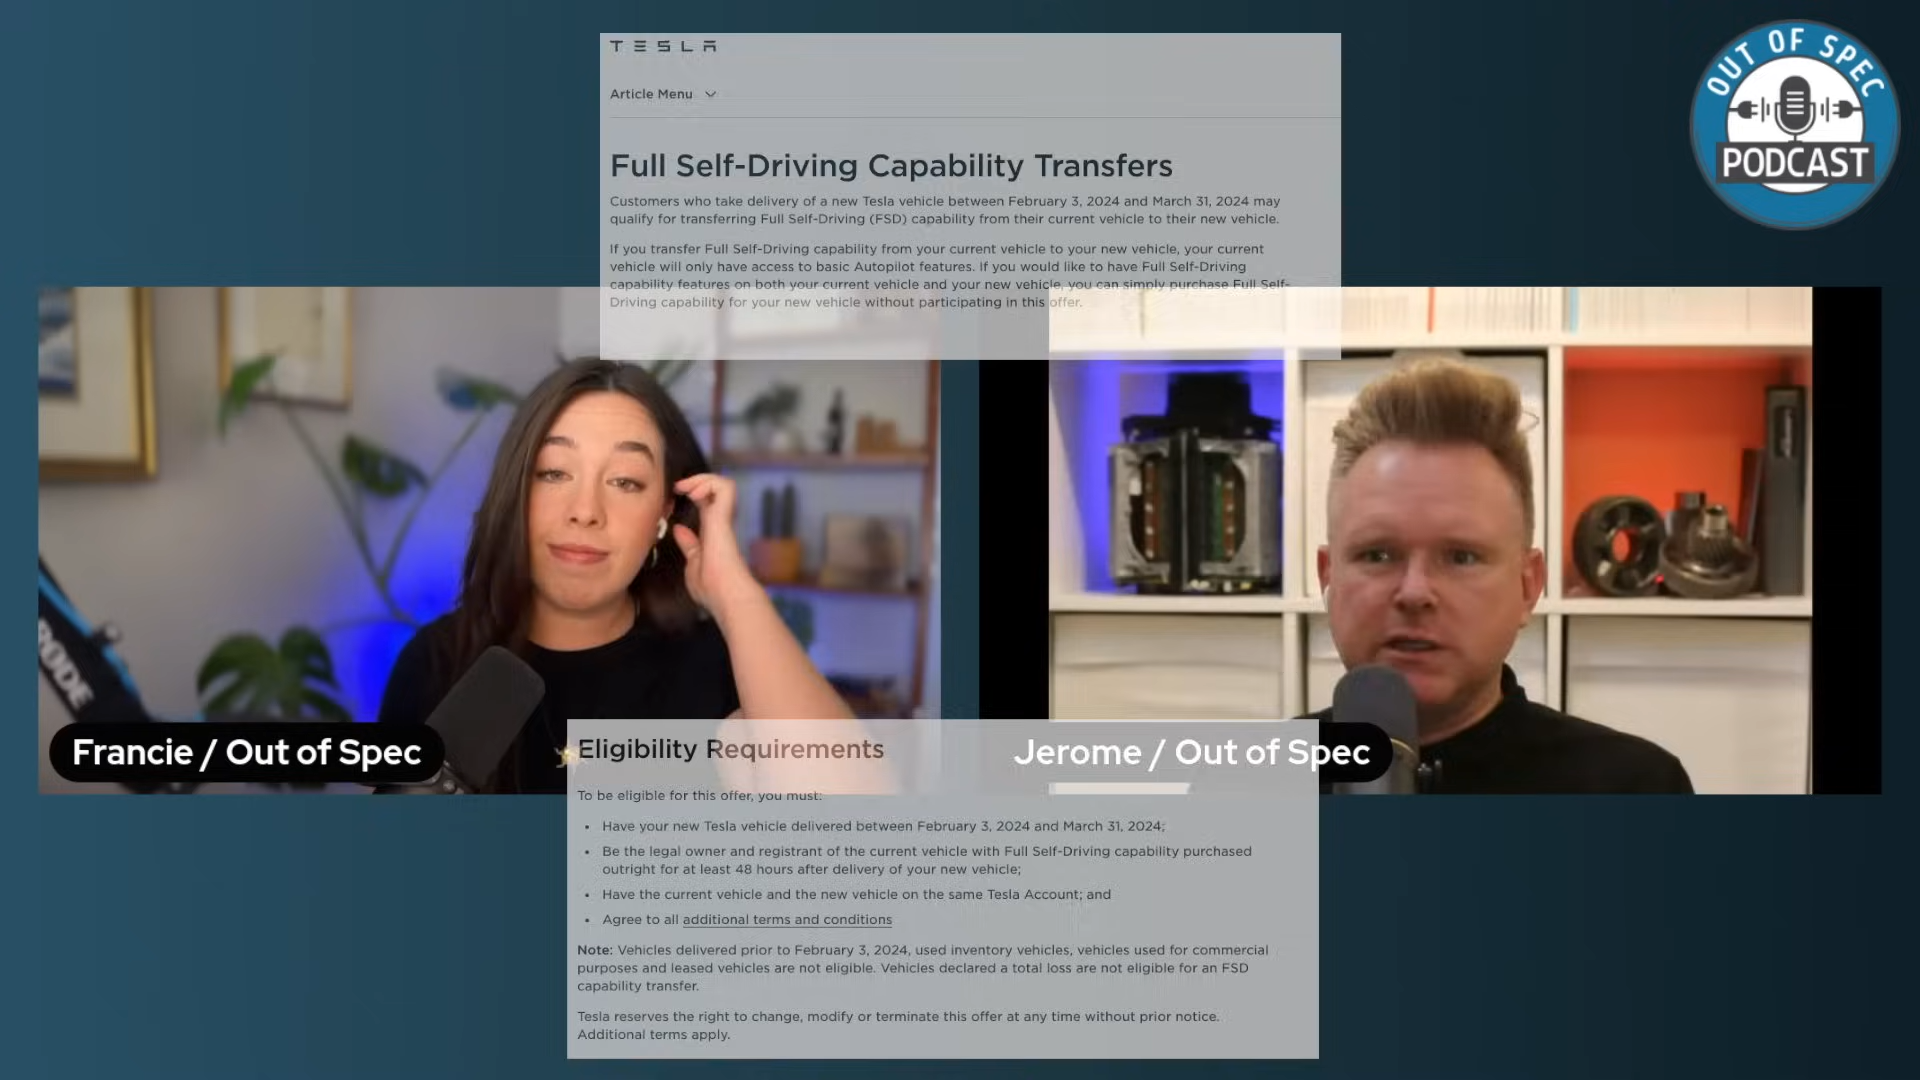 TESLA
Article Menu
Full Self-Driving Capability Transfers
Customers who take delivery of a new Tesla vehicle between February 3, 2024 and March 31, 2024 may
qualify for transferring Full Self-Driving (FSD) capability from their current vehicle to their new vehicle.
If you transfer Full Self-Driving capability from your current vehicle to your new vehicle, your current
vehicle will only have access to basic Autopilot features. If you would like to have Full Self-Driving
capability features on both your current vehicle and your new vehicle, you can simply purchase Full Self-
Driving capability for your new vehicle without participating in this offer.
OUT OF SPEC
PODCAST
RODE
Francie / Out of Spec
Jerome / Out of Spec
Eligibility Requirements
To be eligible for this offer, you must:
• Have your new Tesla vehicle delivered between February 3, 2024 and March 31, 2024;
• Be the legal owner and registrant of the current vehicle with Full Self-Driving capability purchased
outright for at least 48 hours after delivery of your new vehicle;
• Have the current vehicle and the new vehicle on the same Tesla Account; and
• Agree to all additional terms and conditions
Note: Vehicles delivered prior to February 3, 2024, used inventory vehicles, vehicles used for commercial
purposes and leased vehicles are not eligible. Vehicles declared a total loss are not eligible for an FSD
capability transfer.
Tesla reserves the right to change, modify or terminate this offer at any time without prior notice.
Additional terms apply.